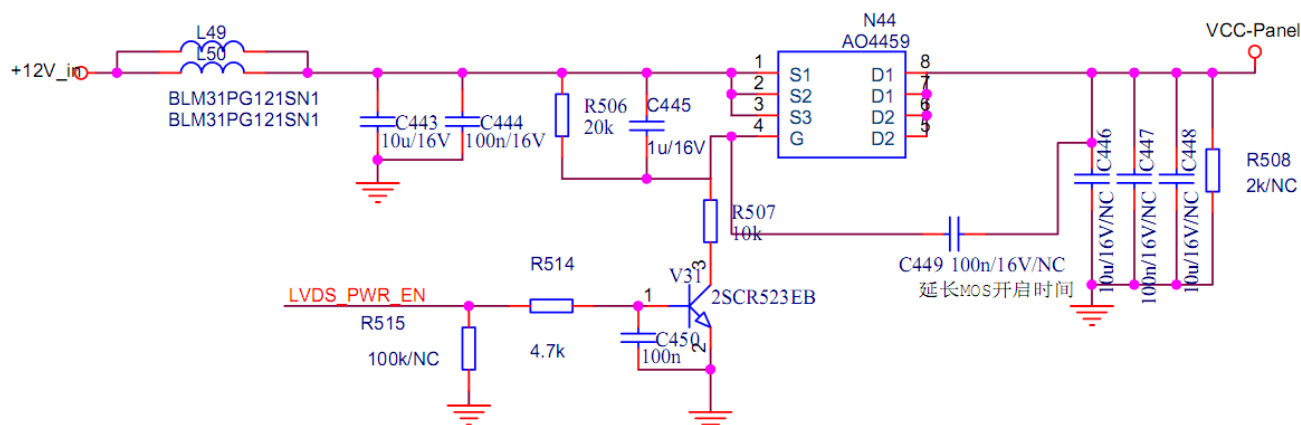 L49
L50
+12V_in
BLM31PG121SN1
BLM31PG121SN1
C443
10u/16V
C444
100n/16V
R506
20k
C445
1u/16V
N44
AO4459
1
2
3
4
S1
S2
S3
G
D1
D1
D2
D2
8
7
6
5
VCC-Panel
C446
10u/16V/NC
C447
100n/16V/NC
C448
10u/16V/NC
R508
2k/NC
R507
10k
C449 100n/16V/NC
延长MOS开启时间
LVDS_PWR_EN
R515
100k/NC
R514
4.7k
1
V31
3
2SCR523EB
2
C450
100n